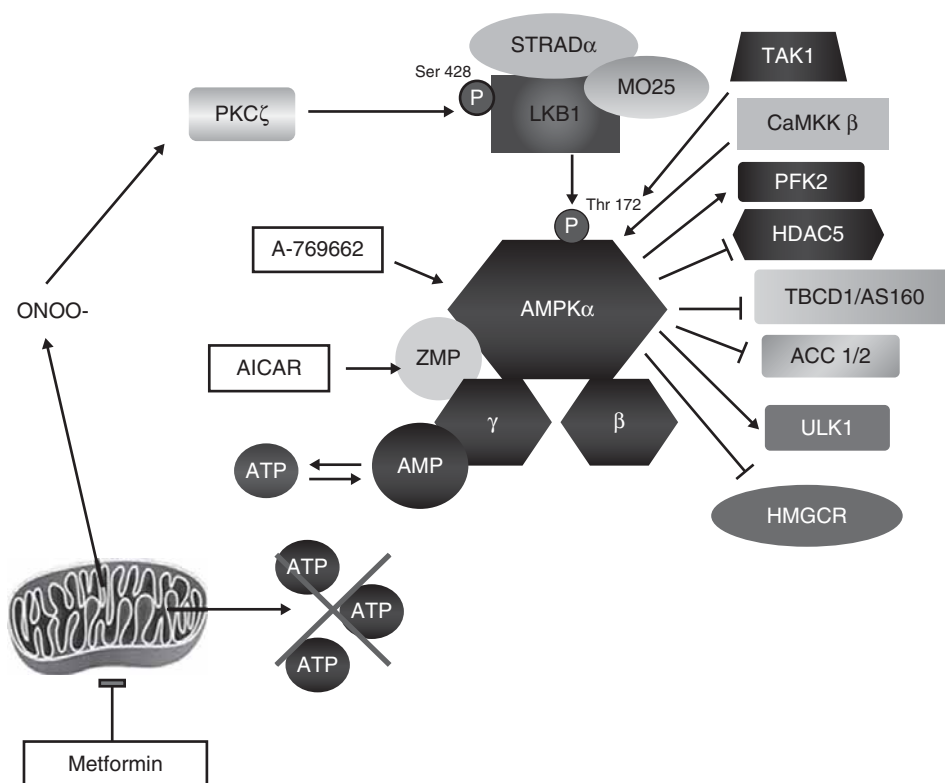 STRADα
TAK1
Ser 428
P
MO25
PKCζ
LKB1
CaMKK β
PFK2
Thr 172
P
HDAC5
A-769662
TBCD1/AS160
ONOO-
AMPKα
ACC 1/2
ZMP
AICAR
γ
β
ULK1
ATP
AMP
HMGCR
ATP
ATP
ATP
Metformin